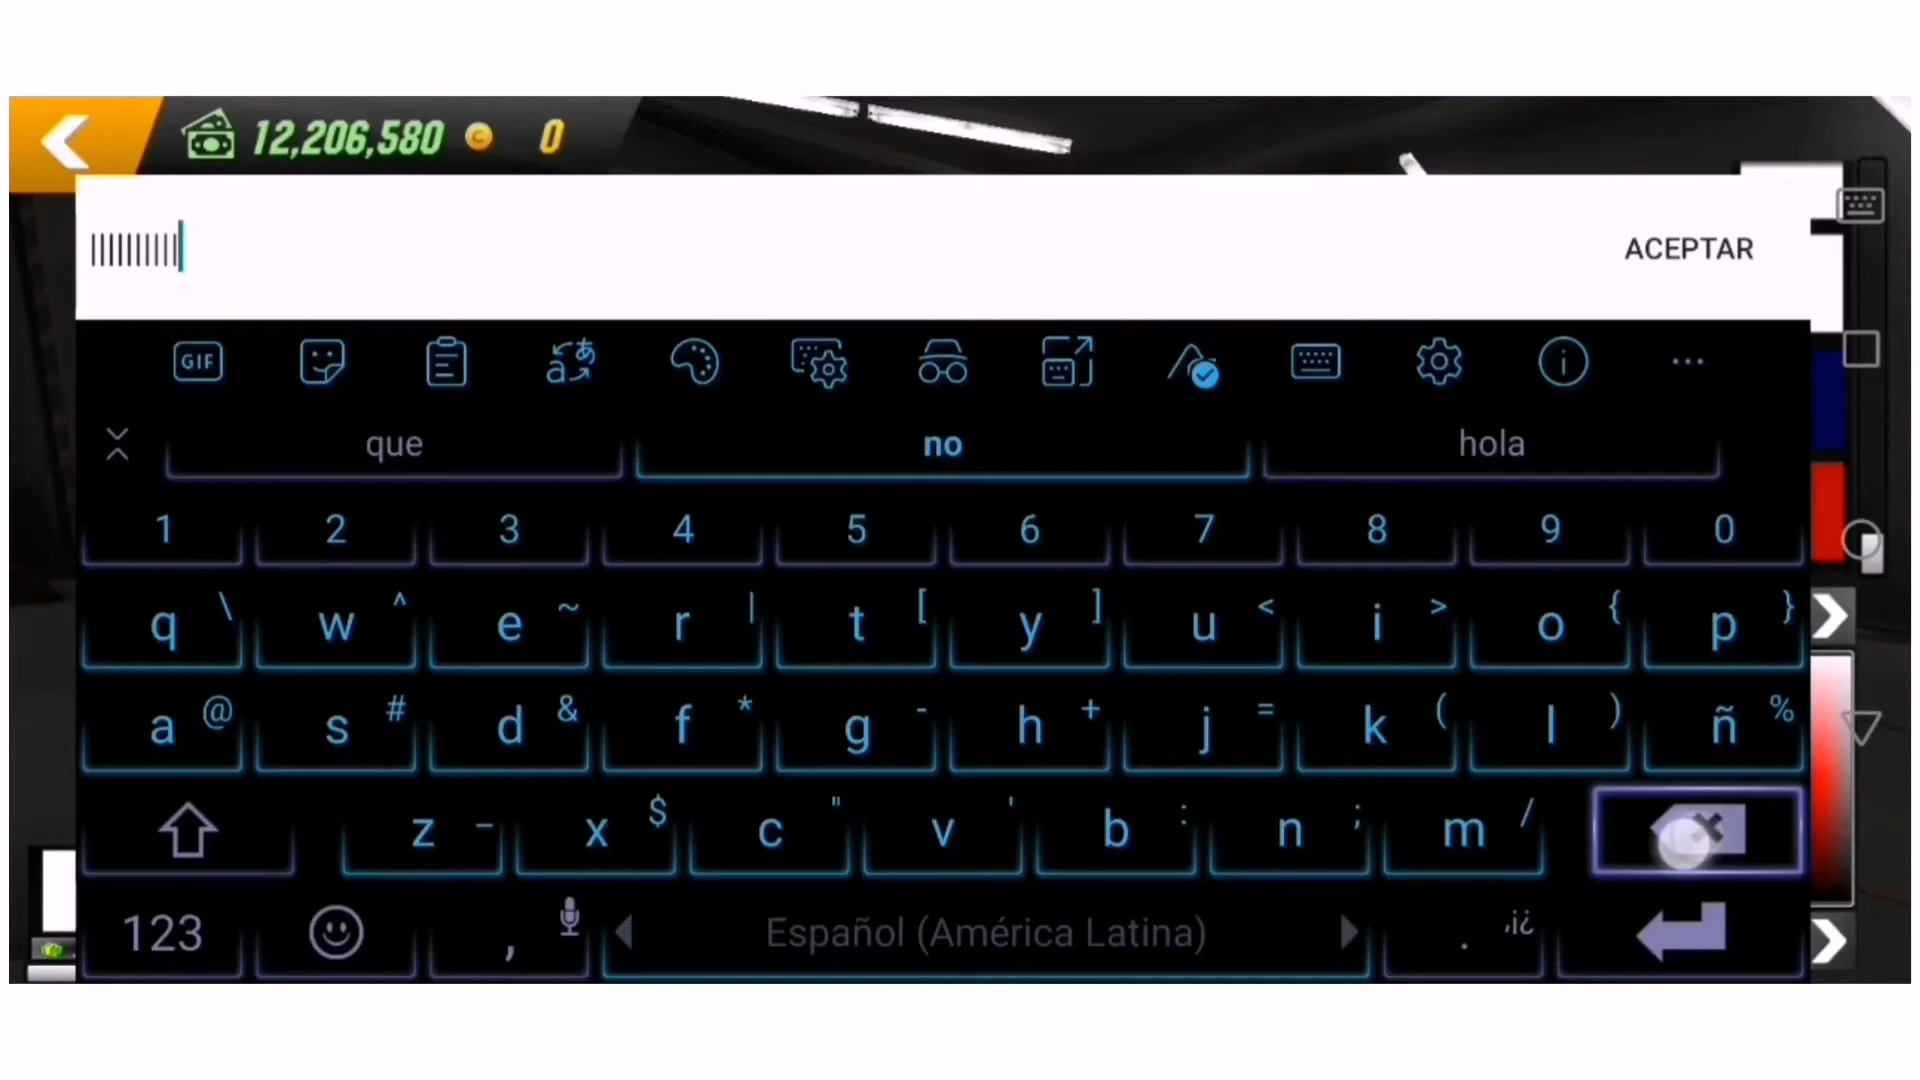 12,206,580 C 0
|||||||||| ACEPTAR
GIF
que no hola
1 2 3 4 5 6 7 8 9 0
q \ w ^ e ~ r | t [ y ] u < i > o { p }
a @ s # d & f * g - h + j = k ( l ) ñ %
z _ x $ c " v ' b : n ; m /
123 , Español (América Latina) . ,¡¿